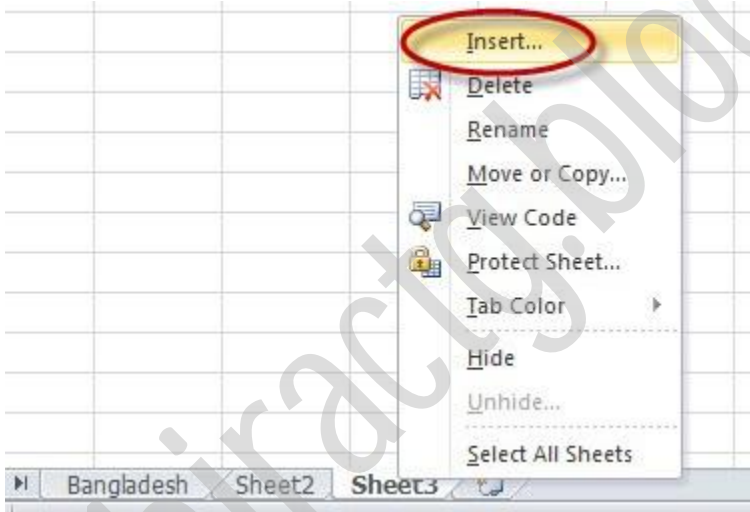 Insert...
Delete
Rename
Move or Copy...
View Code
Protect Sheet...
Tab Color
Hide
Unhide...
Select All Sheets
Bangladesh Sheet2 Sheet3